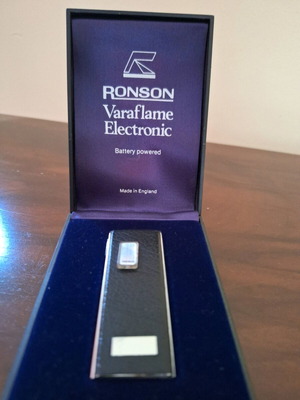 RONSON
Varaflame
Electronic
Battery powered
Made in England